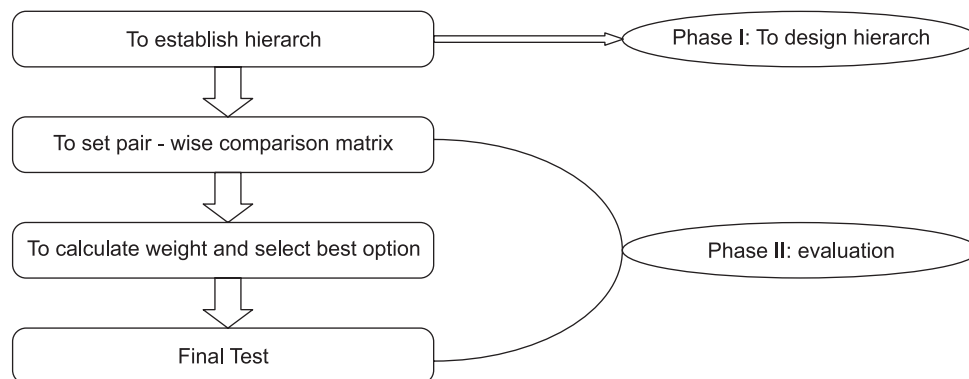 To establish hierarch
Phase I: To design hierarch
To set pair - wise comparison matrix
To calculate weight and select best option
Phase II: evaluation
Final Test